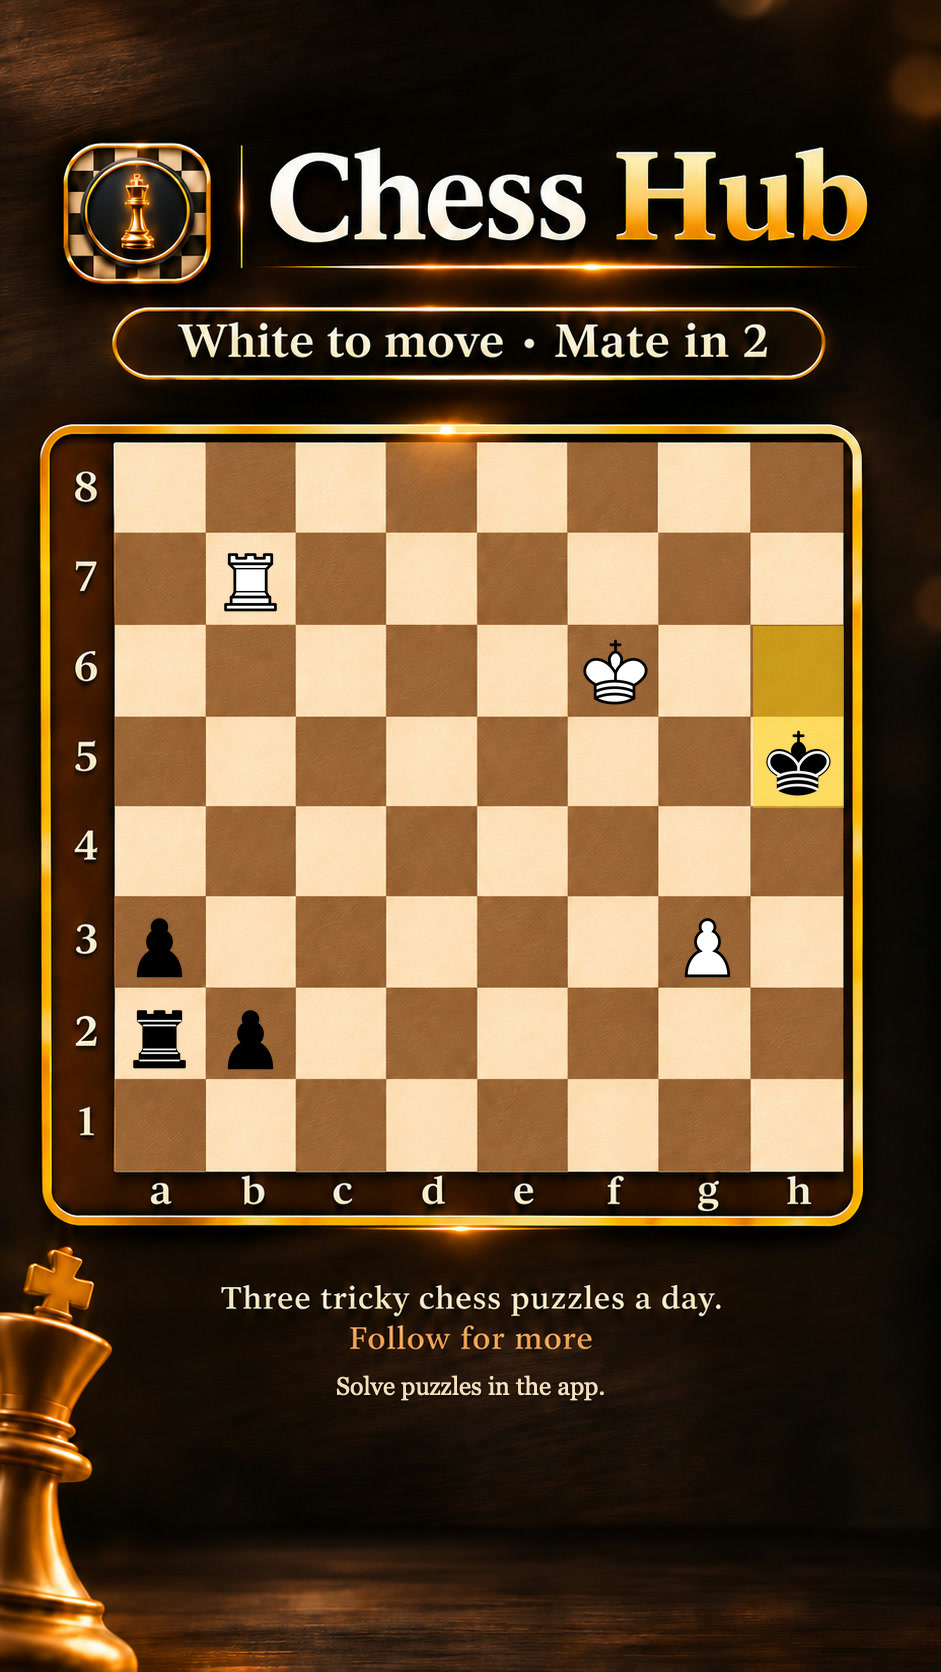 Chess Hub
White to move · Mate in 2
8
7
6
5
4
3
2
1
a b c d e f g h
Three tricky chess puzzles a day.
Follow for more
Solve puzzles in the app.